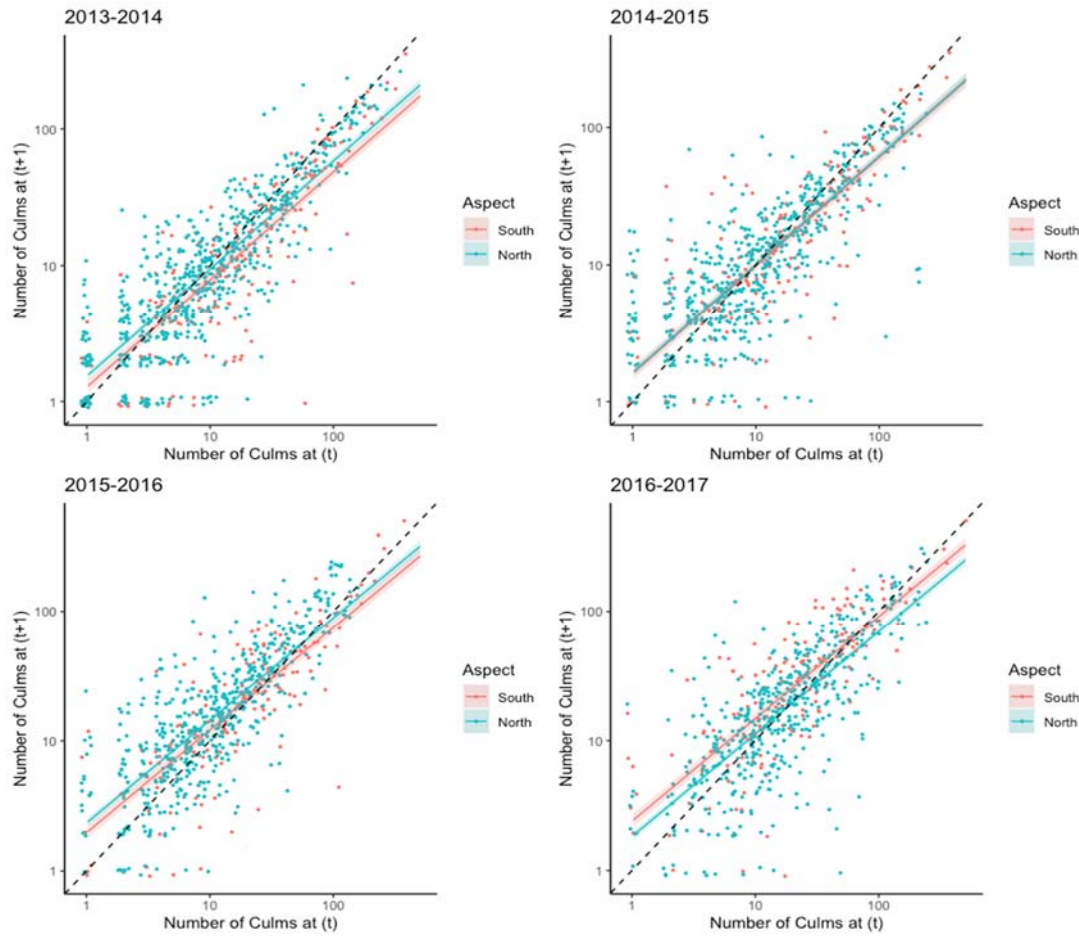 2013-2014
Number of Culms at (t+1)
100
10
1
1
10
100
Number of Culms at (t)
Aspect
South
North
2014-2015
Number of Culms at (t+1)
100
10
1
1
10
100
Number of Culms at (t)
Aspect
South
North
2015-2016
Number of Culms at (t+1)
100
10
1
1
10
100
Number of Culms at (t)
Aspect
South
North
2016-2017
Number of Culms at (t+1)
100
10
1
1
10
100
Number of Culms at (t)
Aspect
South
North